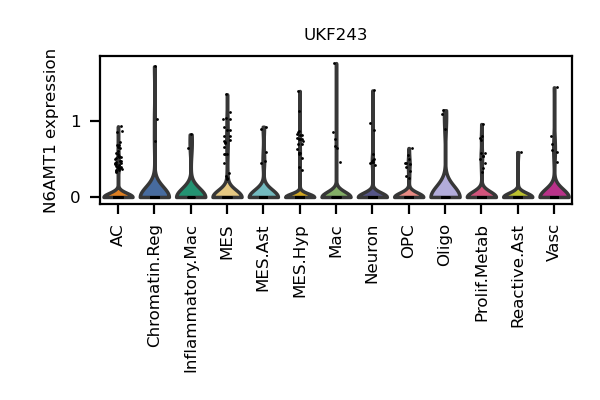 UKF243
N6AMT1 expression
1
0
AC
Chromatin.Reg
Inflammatory.Mac
MES
MES.Ast
MES.Hyp
Mac
Neuron
OPC
Oligo
Prolif.Metab
Reactive.Ast
Vasc